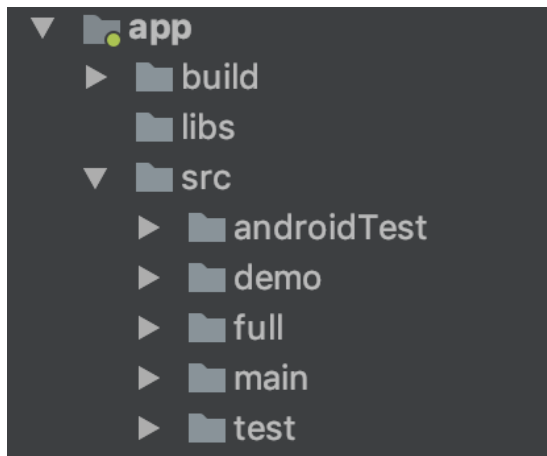 app
build
libs
src
androidTest
demo
full
main
test